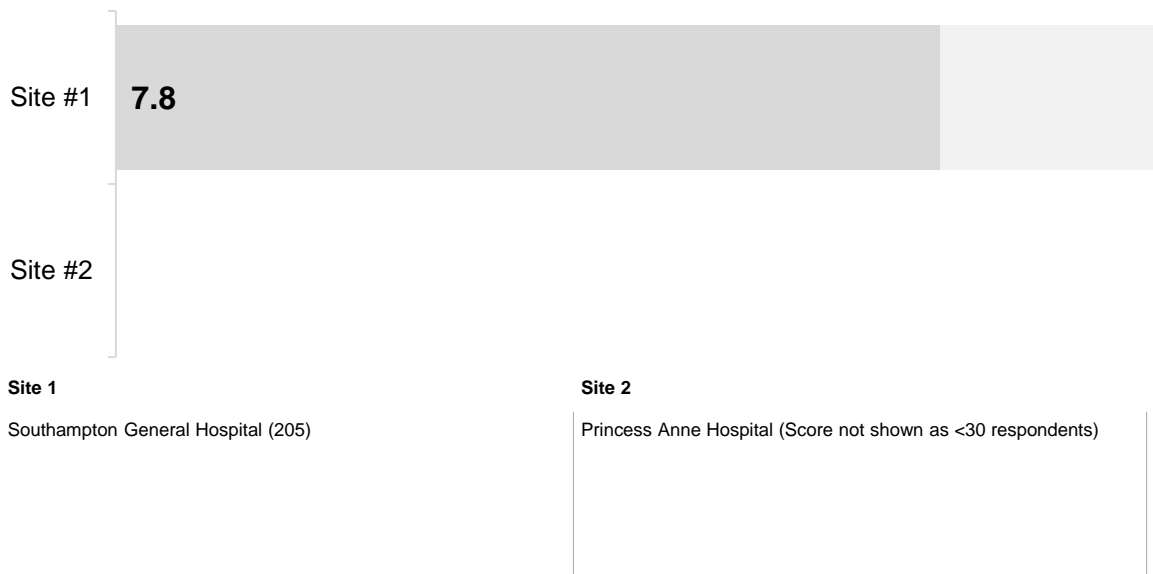 Site #1
7.8
Site #2
Site 1
Site 2
Southampton General Hospital (205)
Princess Anne Hospital (Score not shown as <30 respondents)